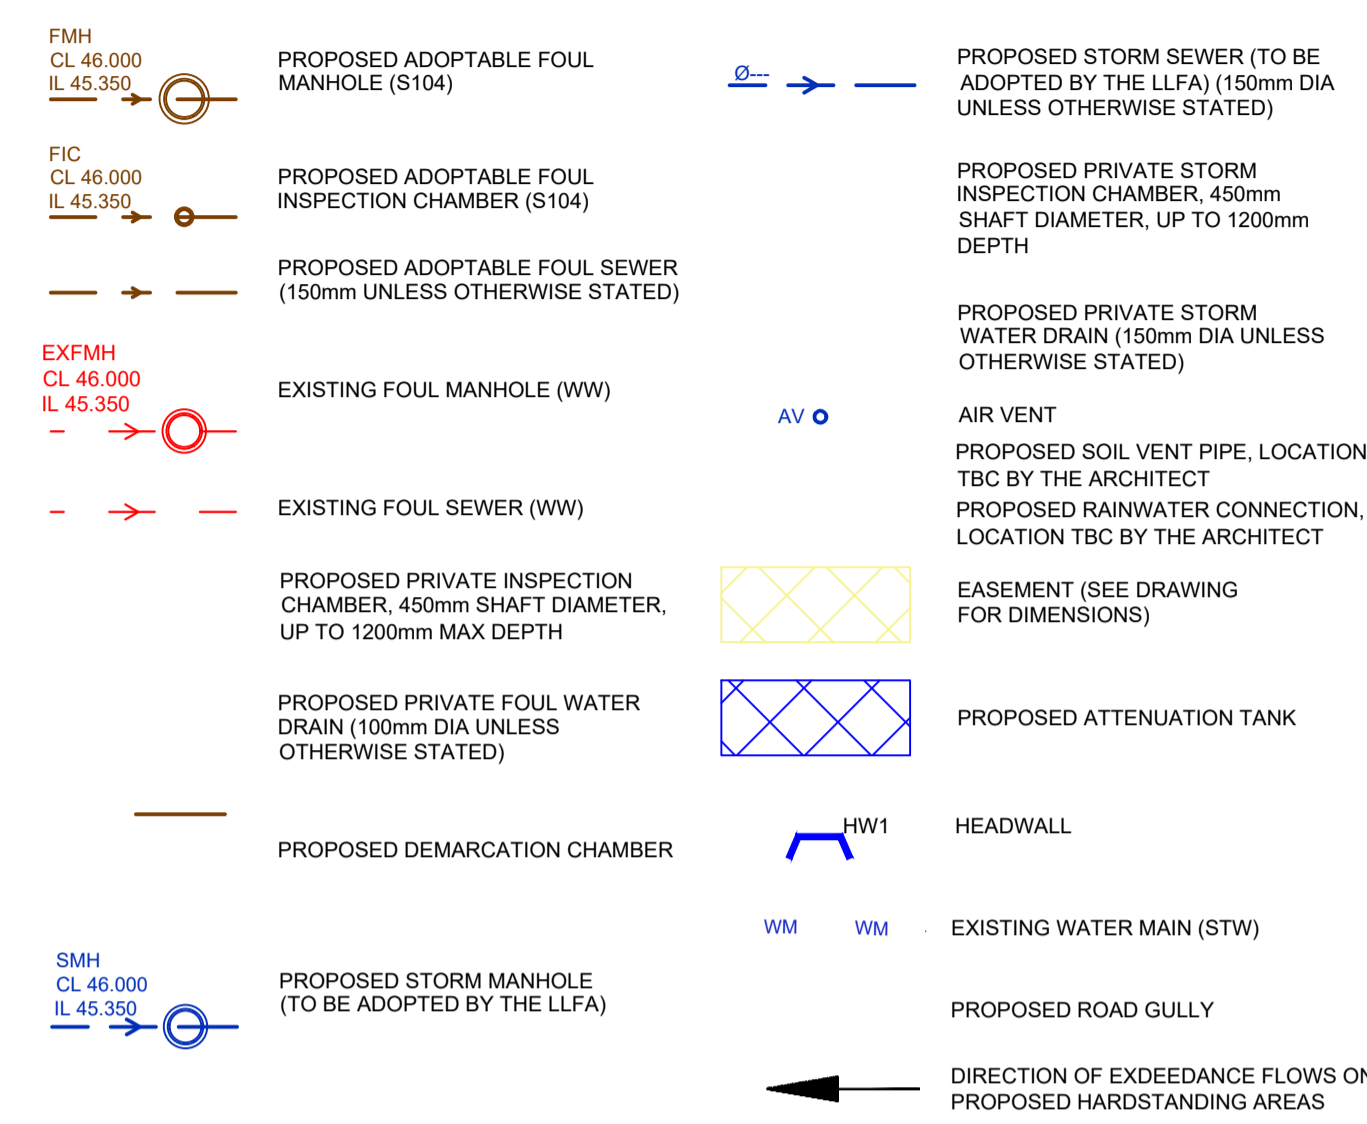 FMH
CL 46.000
IL 45.350
PROPOSED ADOPTABLE FOUL
MANHOLE (S104)
FIC
CL 46.000
IL 45.350
PROPOSED ADOPTABLE FOUL
INSPECTION CHAMBER (S104)
PROPOSED ADOPTABLE FOUL SEWER
(150mm UNLESS OTHERWISE STATED)
EXFMH
CL 46.000
IL 45.350
EXISTING FOUL MANHOLE (WW)
EXISTING FOUL SEWER (WW)
PROPOSED PRIVATE INSPECTION
CHAMBER, 450mm SHAFT DIAMETER,
UP TO 1200mm MAX DEPTH
PROPOSED PRIVATE FOUL WATER
DRAIN (100mm DIA UNLESS
OTHERWISE STATED)
PROPOSED DEMARCATION CHAMBER
SMH
CL 46.000
IL 45.350
PROPOSED STORM MANHOLE
(TO BE ADOPTED BY THE LLFA)
Ø---
PROPOSED STORM SEWER (TO BE
ADOPTED BY THE LLFA) (150mm DIA
UNLESS OTHERWISE STATED)
PROPOSED PRIVATE STORM
INSPECTION CHAMBER, 450mm
SHAFT DIAMETER, UP TO 1200mm
DEPTH
PROPOSED PRIVATE STORM
WATER DRAIN (150mm DIA UNLESS
OTHERWISE STATED)
AV
AIR VENT
PROPOSED SOIL VENT PIPE, LOCATION
TBC BY THE ARCHITECT
PROPOSED RAINWATER CONNECTION,
LOCATION TBC BY THE ARCHITECT
EASEMENT (SEE DRAWING
FOR DIMENSIONS)
PROPOSED ATTENUATION TANK
HW1
HEADWALL
WM WM
EXISTING WATER MAIN (STW)
PROPOSED ROAD GULLY
DIRECTION OF EXDEEDANCE FLOWS ON
PROPOSED HARDSTANDING AREAS